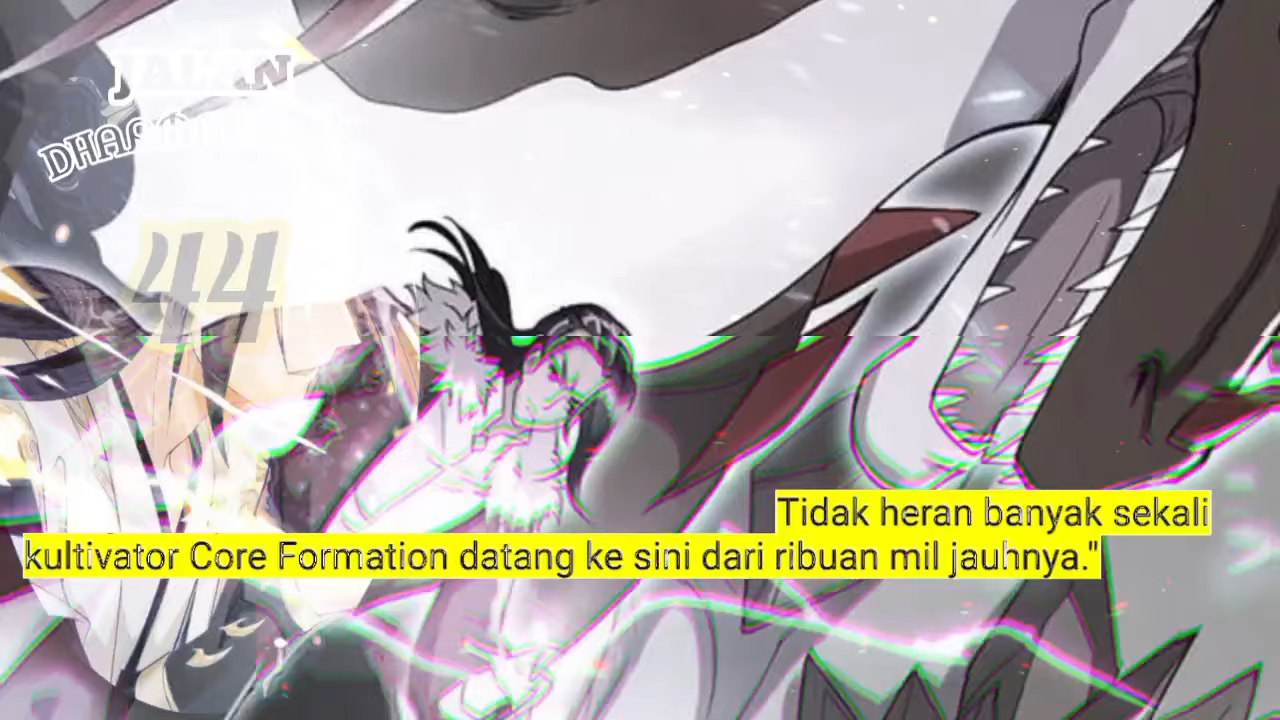 JALAN
44
Tidak heran banyak sekali
kultivator Core Formation datang ke sini dari ribuan mil jauhnya."